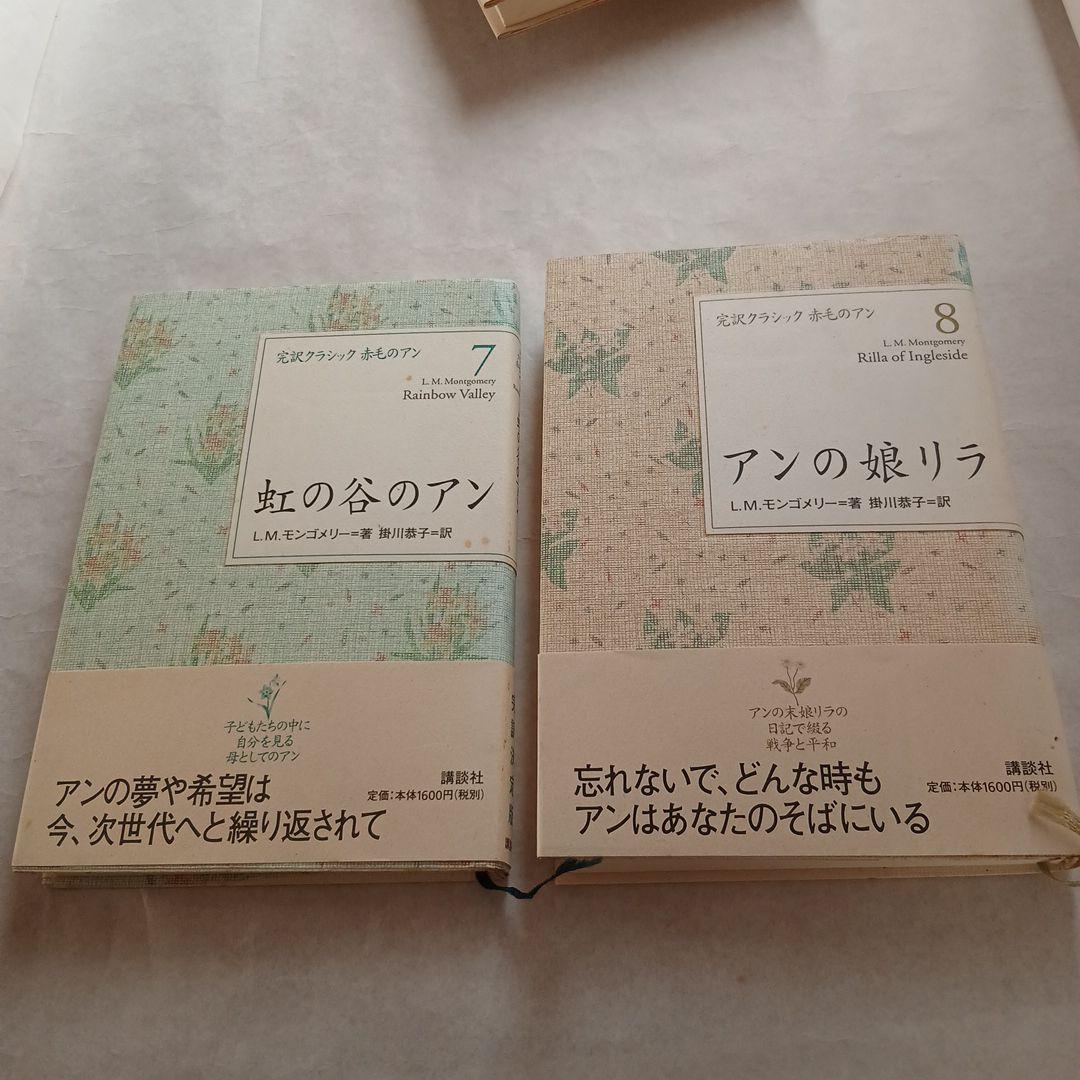 完訳クラシック 赤毛のアン 7
L. M. Montgomery
Rainbow Valley
虹の谷のアン
L.M.モンゴメリー=著 掛川恭子=訳
子どもたちの中に
自分を見る
母としてのアン
アンの夢や希望は
今、次世代へと繰り返されて
講談社
定価:本体1600円(税別)
完訳クラシック 赤毛のアン 8
L. M. Montgomery
Rilla of Ingleside
アンの娘リラ
L.M.モンゴメリー=著 掛川恭子=訳
アンの末娘リラの
日記で綴る
戦争と平和
忘れないで、どんな時も
アンはあなたのそばにいる
講談社
定価:本体1600円(税別)